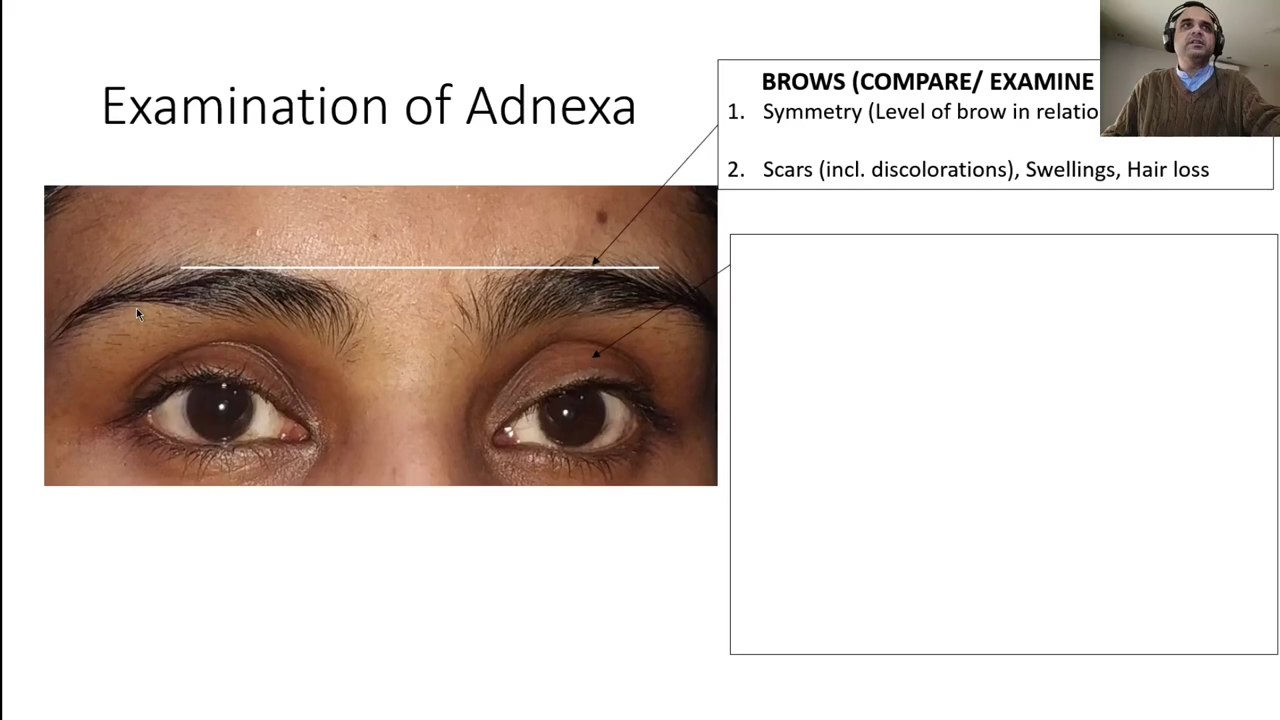 Examination of Adnexa
BROWS (COMPARE/ EXAMINE
1. Symmetry (Level of brow in
2. Scars (incl. discolorations), Swellings, Hair loss